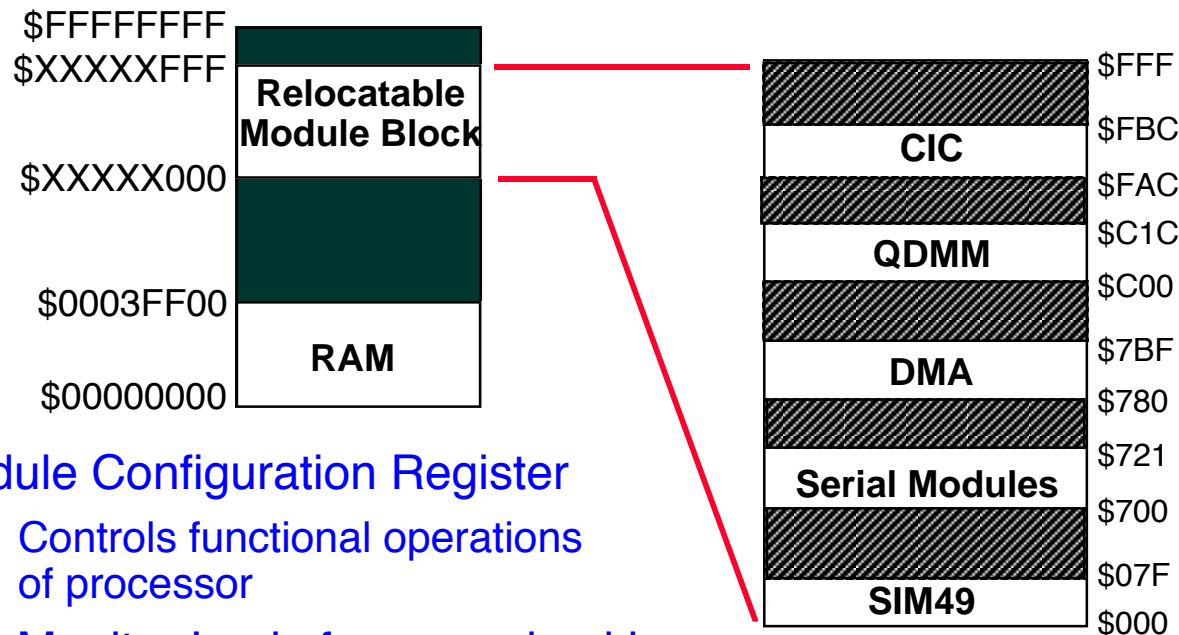 $FFFFFFFF
$XXXXXFFF
Relocatable
Module Block
$XXXXX000
$0003FF00
RAM
$00000000
$FFF
$FBC
CIC
$FAC
$C1C
QDMM
$C00
$7BF
DMA
$780
$721
Serial Modules
$700
$07F
SIM49
$000
dule Configuration Register
Controls functional operations
of processor